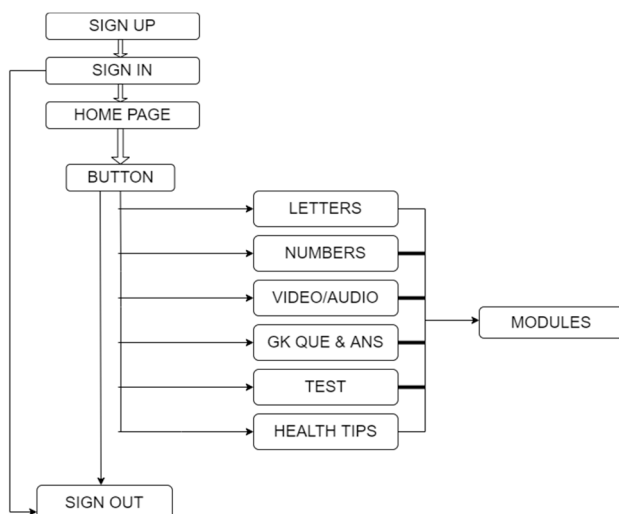 SIGN UP
SIGN IN
HOME PAGE
BUTTON
LETTERS
NUMBERS
VIDEO/AUDIO
GK QUE & ANS
TEST
HEALTH TIPS
MODULES
SIGN OUT